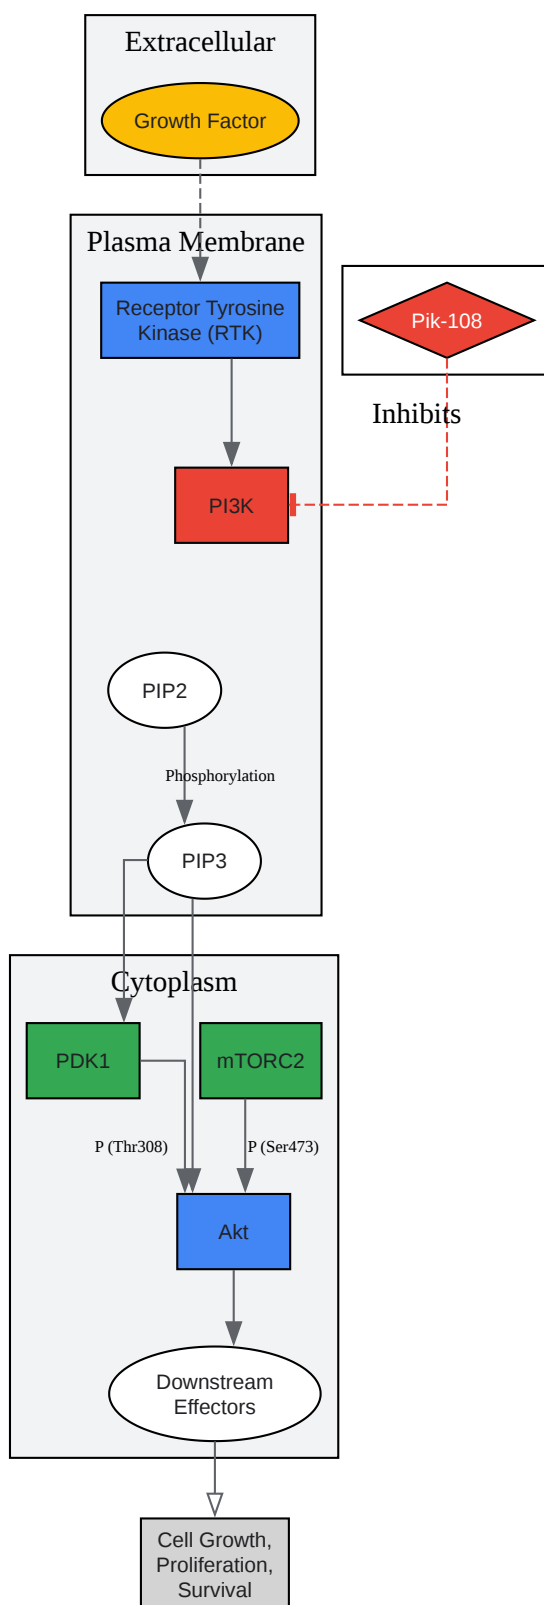 Extracellular
Growth Factor
Plasma Membrane
Receptor Tyrosine
Kinase (RTK)
Pik-108
Inhibits
PI3K
PIP2
Phosphorylation
PIP3
Cytoplasm
PDK1
mTORC2
P (Thr308)
P (Ser473)
Akt
Downstream
Effectors
Cell Growth,
Proliferation,
Survival